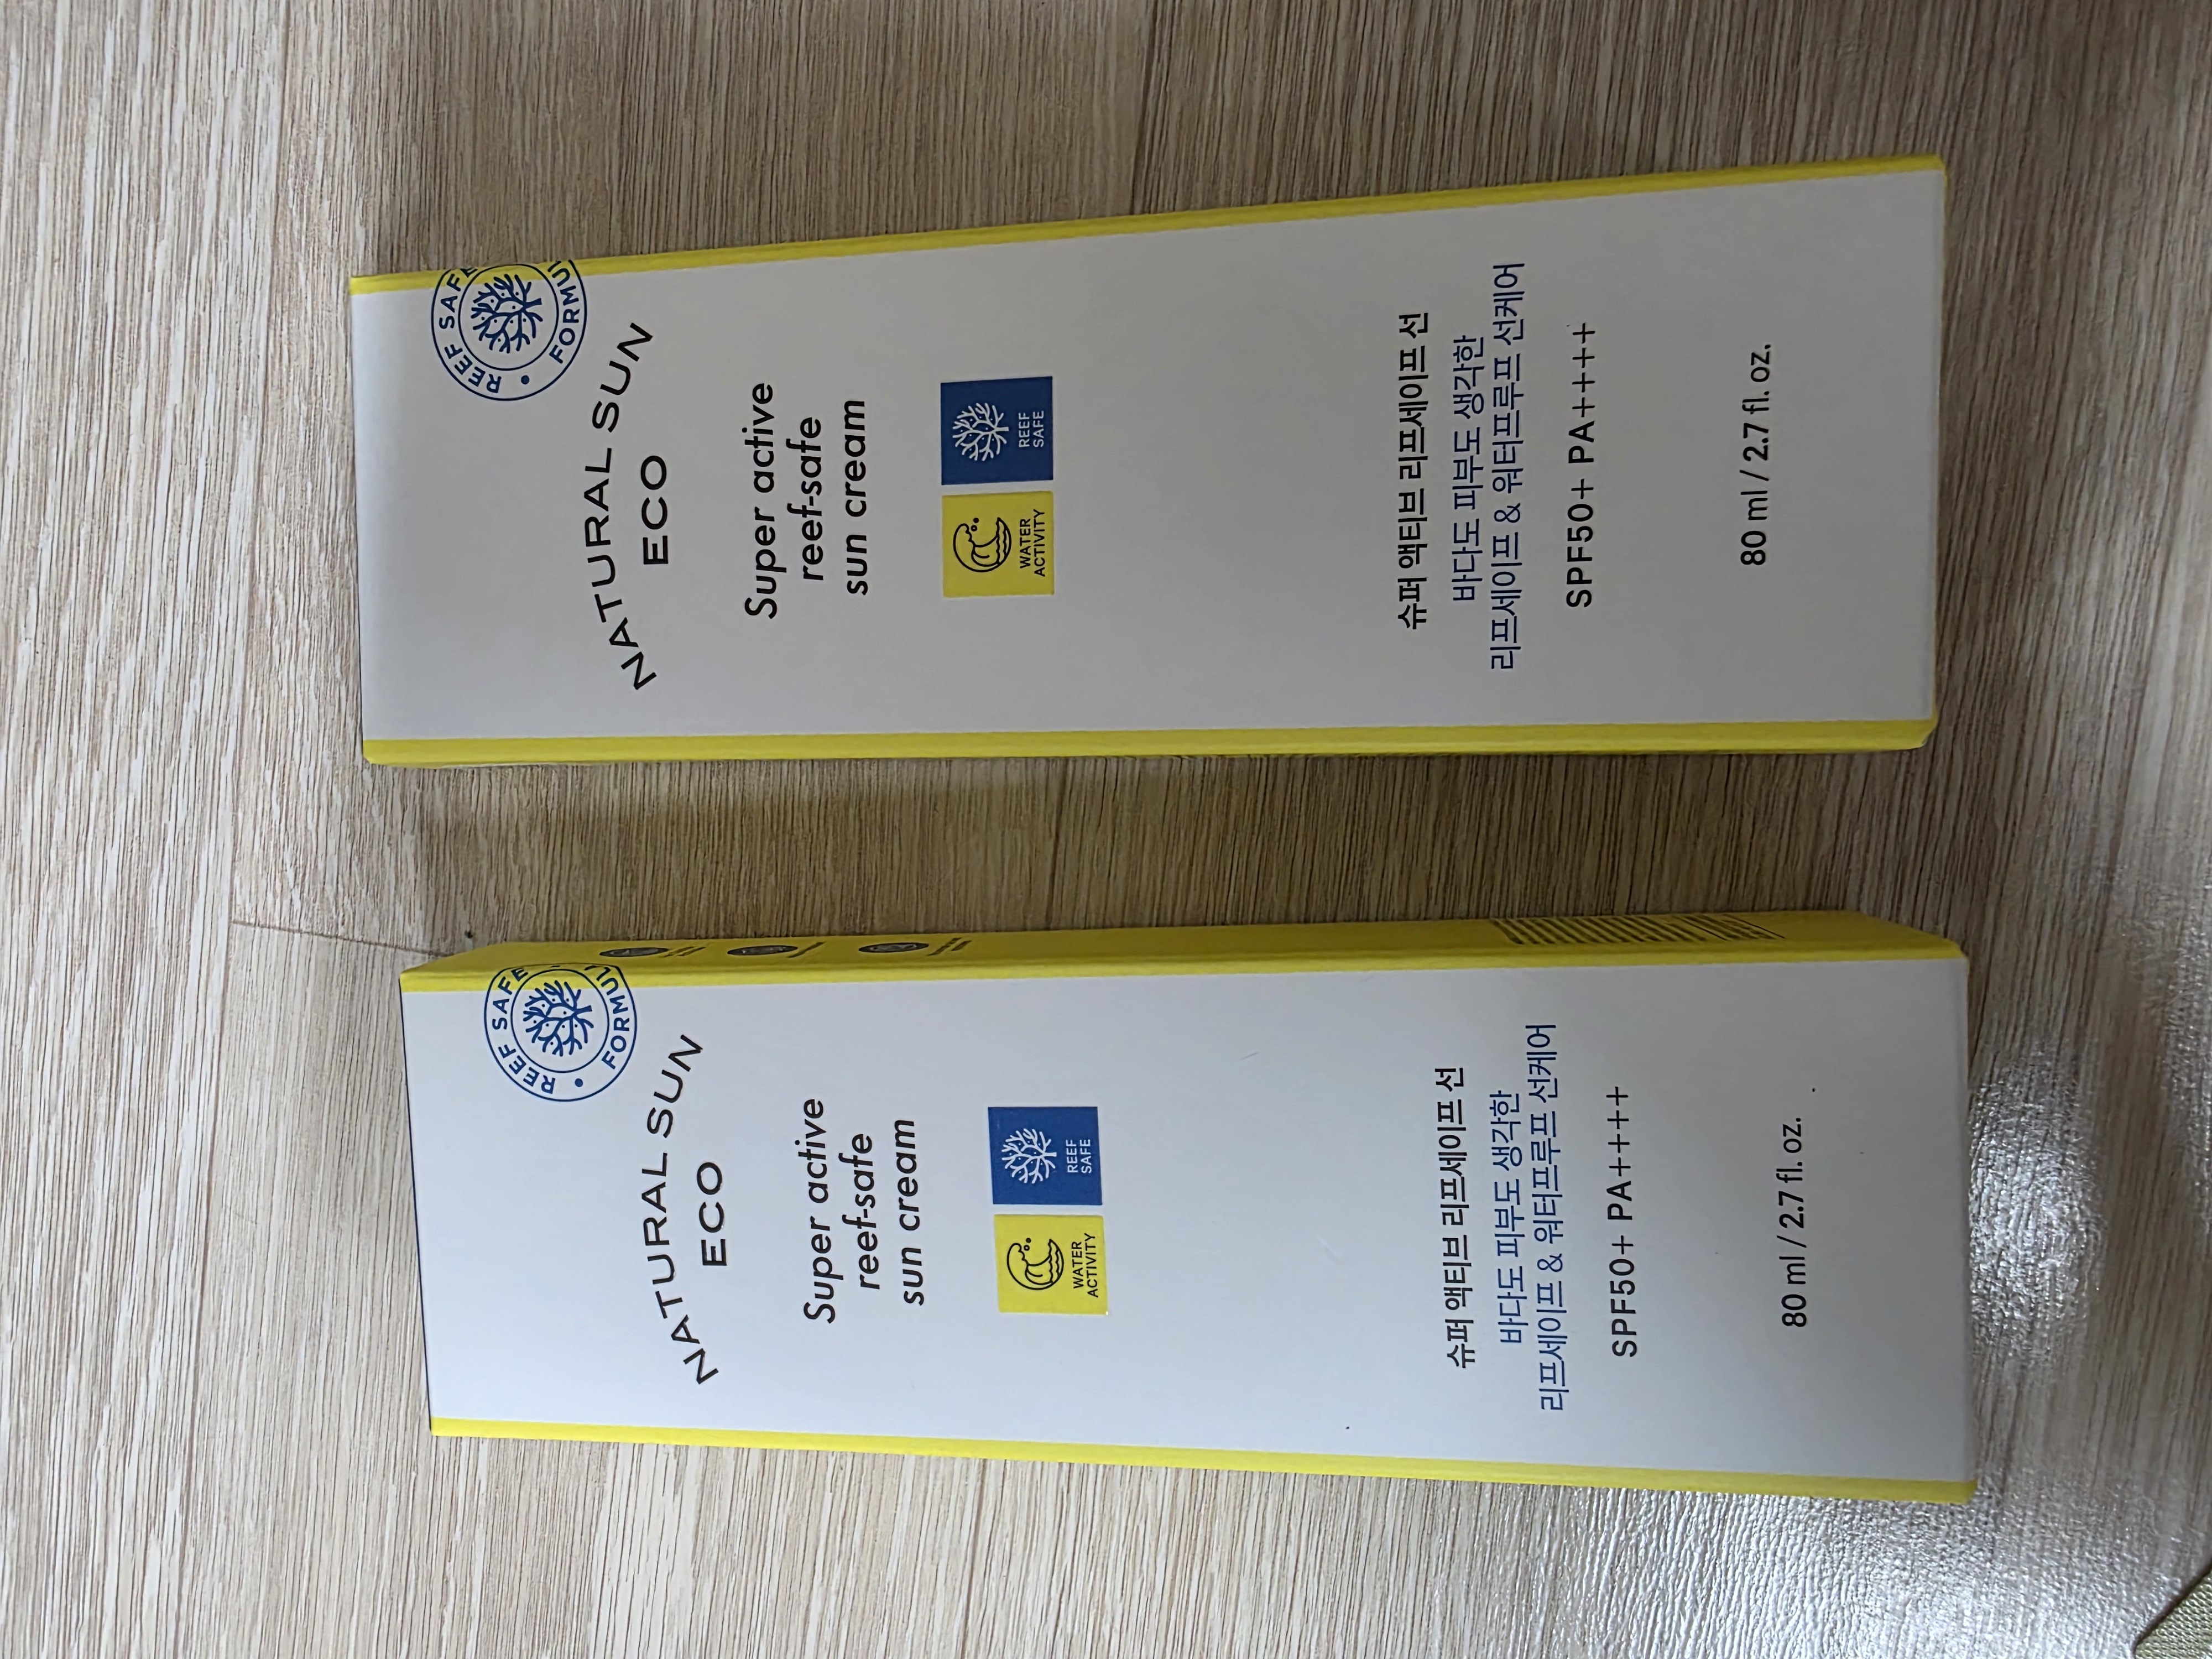 REEF SAFE
FORMUL
NATURAL SUN
ECO
Super active
reef-safe
sun cream
WATER
ACTIVITY
REEF
SAFE
슈퍼 액티브 리프세이프 선
바다도 피부도 생각한
리프세이프 & 워터프루프 선케어
SPF50+ PA++++
80 ml / 2.7 fl. oz.
REEF SAFE
FORMUL
NATURAL SUN
ECO
Super active
reef-safe
sun cream
WATER
ACTIVITY
REEF
SAFE
슈퍼 액티브 리프세이프 선
바다도 피부도 생각한
리프세이프 & 워터프루프 선케어
SPF50+ PA++++
80 ml / 2.7 fl. oz.